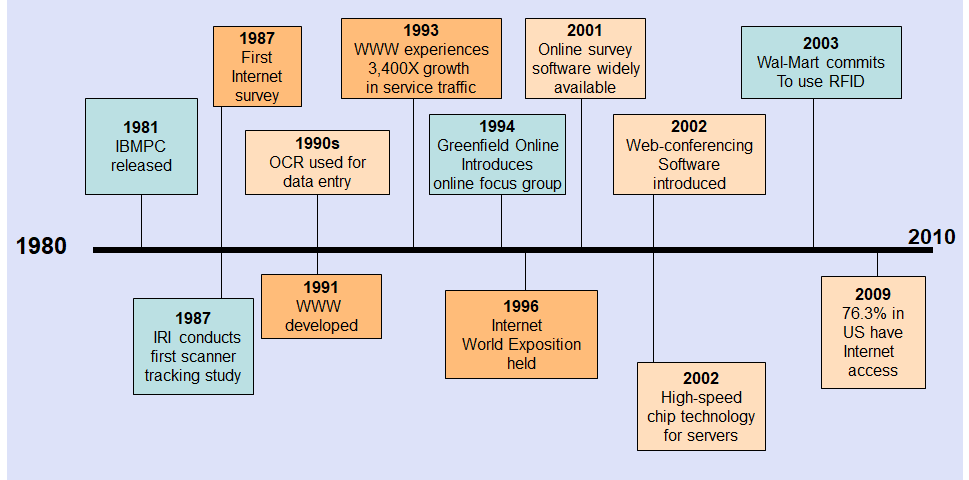 1987
First
Internet
survey
1993
WWW experiences
3,400X growth
in service traffic
2001
Online survey
software widely
available
2003
Wal-Mart commits
To use RFID
1981
IBMPC
released
1990s
OCR used for
data entry
1994
Greenfield Online
Introduces
online focus group
2002
Web-conferencing
Software
introduced
1980
2010
1987
IRI conducts
first scanner
tracking study
1991
WWW
developed
1996
Internet
World Exposition
held
2002
High-speed
chip technology
for servers
2009
76.3% in
US have
Internet
access